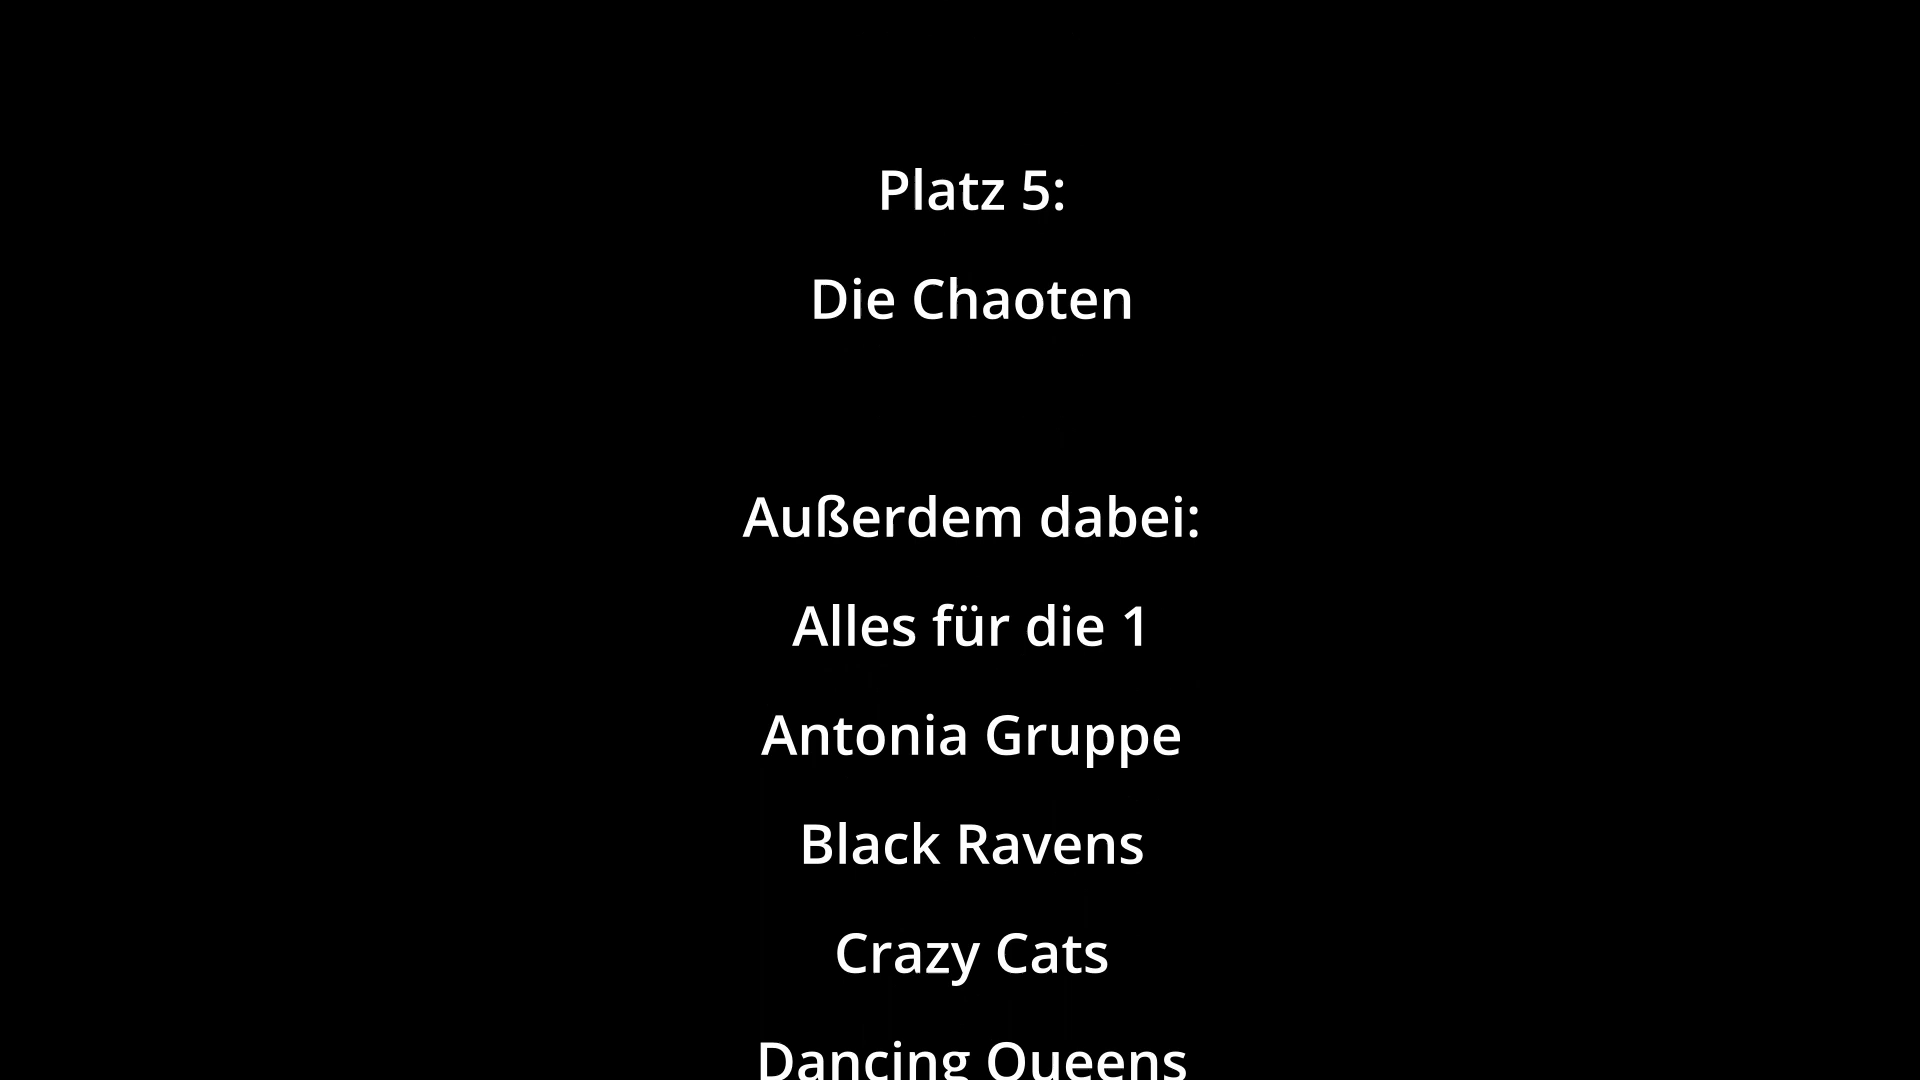 Platz 5:
Die Chaoten
Außerdem dabei:
Alles für die 1
Antonia Gruppe
Black Ravens
Crazy Cats
Dancing Queens